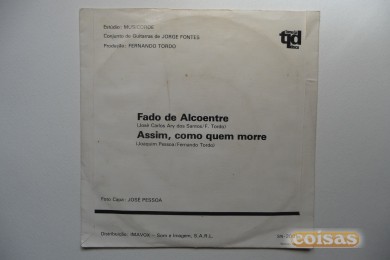 Estúdio: MUSICORDE
Conjunto de Guitarras de JORGE FONTES
Produção: FERNANDO TORDO
Fado de Alcoentre
(José Carlos Ary dos Santos/F. Tordo)
Assim, como quem morre
(Joaquim Pessoa/Fernando Tordo)
Foto Capa: JOSÉ PESSOA
Distribuição: IMAVOX — Som e Imagem, S.A.R.L.
coisas